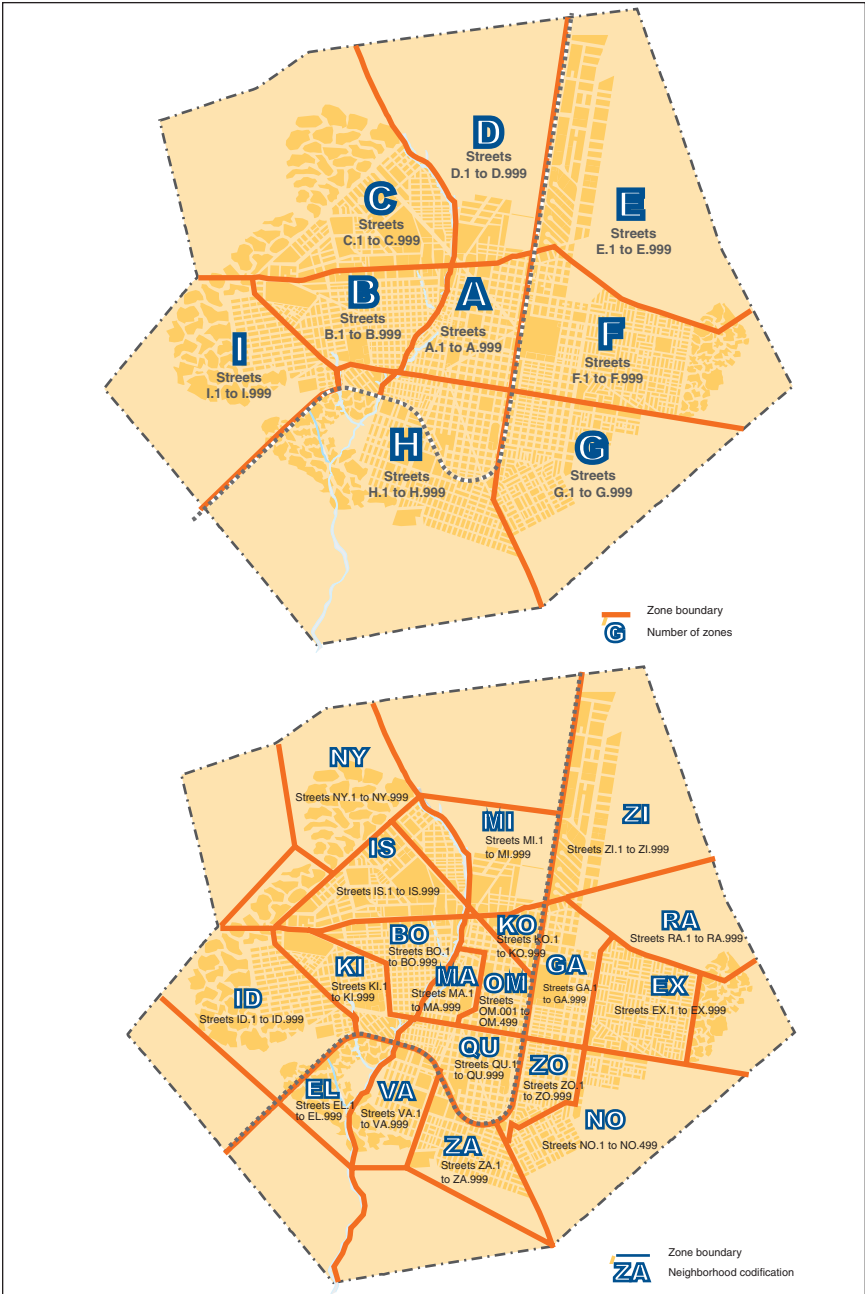 D
Streets
D.1 to D.999
C
Streets
C.1 to C.999
E
Streets
E.1 to E.999
B
Streets
B.1 to B.999
A
Streets
A.1 to A.999
I
Streets
I.1 to I.999
F
Streets
F.1 to F.999
H
Streets
H.1 to H.999
G
Streets
G.1 to G.999
Zone boundary
G
Number of zones
NY
Streets NY.1 to NY.999
MI
Streets MI.1
to MI.999
ZI
Streets ZI.1 to ZI.999
IS
Streets IS.1 to IS.999
BO
Streets BO.1
to BO.999
KO
Streets KO.1
to KO.999
RA
Streets RA.1 to RA.999
KI
Streets KI.1
to KI.999
MA
Streets MA.1
to MA.999
OM
Streets
OM.001 to
OM.499
GA
Streets GA.1
to GA.999
EX
Streets EX.1 to EX.999
ID
Streets ID.1 to ID.999
QU
Streets QU.1
to QU.999
ZO
Streets ZO.1
to ZO.999
EL
Streets EL.1
to EL.999
VA
Streets VA.1
to VA.999
NO
Streets NO.1 to NO.499
ZA
Streets ZA.1
to ZA.999
Zone boundary
ZA
Neighborhood codification